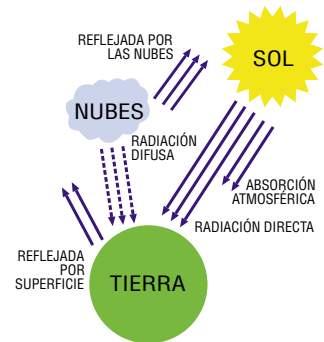 REFLEJADA POR
LAS NUBES
SOL
NUBES
RADIACIÓN
DIFUSA
ABSORCIÓN
ATMOSFÉRICA
RADIACIÓN DIRECTA
REFLEJADA
POR
SUPERFICIE
TIERRA